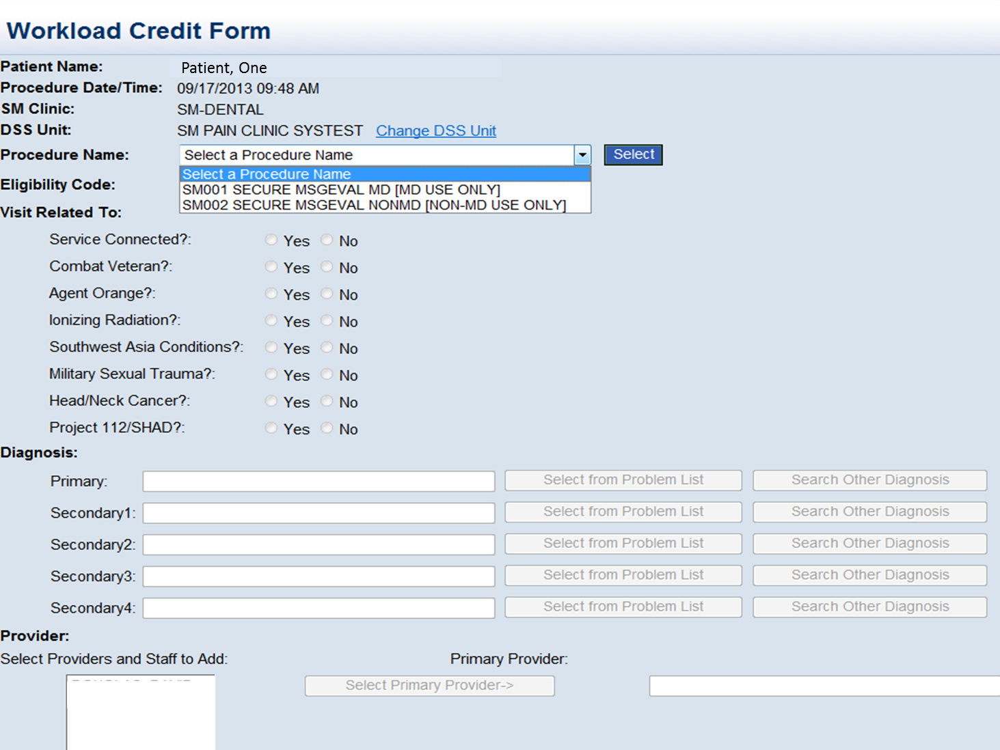 Workload Credit Form
Patient Name: Patient, One
Procedure Date/Time: 09/17/2013 09:48 AM
SM Clinic: SM-DENTAL
DSS Unit: SM PAIN CLINIC SYSTEST Change DSS Unit
Procedure Name: Select a Procedure Name Select
Select a Procedure Name
Eligibility Code: SM001 SECURE MSGEVAL MD [MD USE ONLY]
SM002 SECURE MSGEVAL NONMD [NON-MD USE ONLY]
Visit Related To:
Service Connected?: Yes No
Combat Veteran?: Yes No
Agent Orange?: Yes No
Ionizing Radiation?: Yes No
Southwest Asia Conditions?: Yes No
Military Sexual Trauma?: Yes No
Head/Neck Cancer?: Yes No
Project 112/SHAD?: Yes No
Diagnosis:
Primary: Select from Problem List Search Other Diagnosis
Secondary1: Select from Problem List Search Other Diagnosis
Secondary2: Select from Problem List Search Other Diagnosis
Secondary3: Select from Problem List Search Other Diagnosis
Secondary4: Select from Problem List Search Other Diagnosis
Provider:
Select Providers and Staff to Add: Primary Provider:
Select Primary Provider->